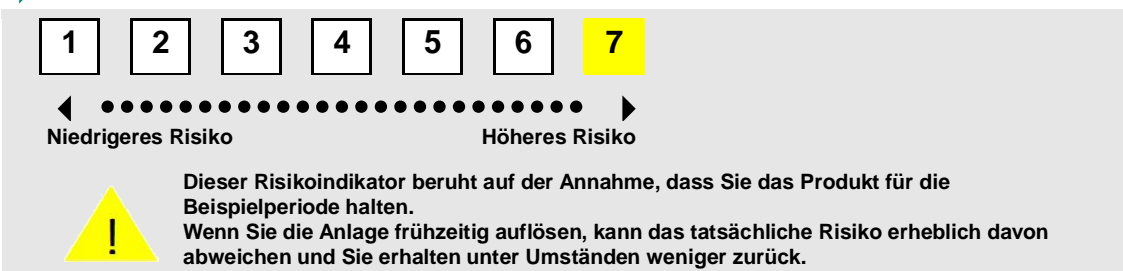 1 2 3 4 5 6 7
Niedrigeres Risiko Höheres Risiko
!
Dieser Risikoindikator beruht auf der Annahme, dass Sie das Produkt für die
Beispielperiode halten.
Wenn Sie die Anlage frühzeitig auflösen, kann das tatsächliche Risiko erheblich davon
abweichen und Sie erhalten unter Umständen weniger zurück.